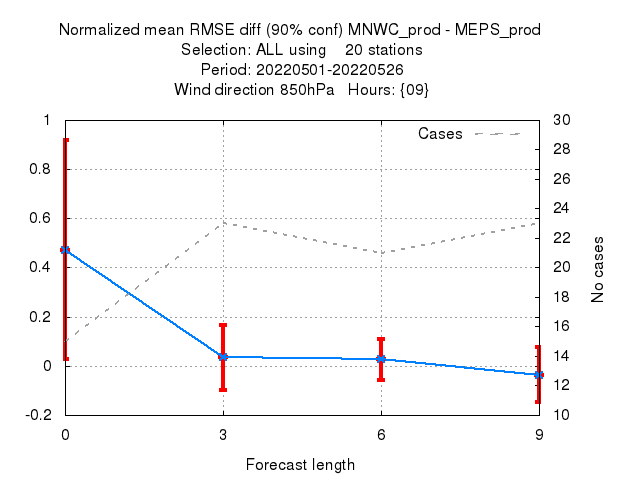 Normalized mean RMSE diff (90% conf) MNWC_prod - MEPS_prod
Selection: ALL using    20 stations
Period: 20220501-20220526
Wind direction 850hPa   Hours: {09}
Cases
1
0.8
0.6
0.4
0.2
0
-0.2
30
28
26
24
22
20
18
16
14
12
10
No cases
0 3 6 9
Forecast length